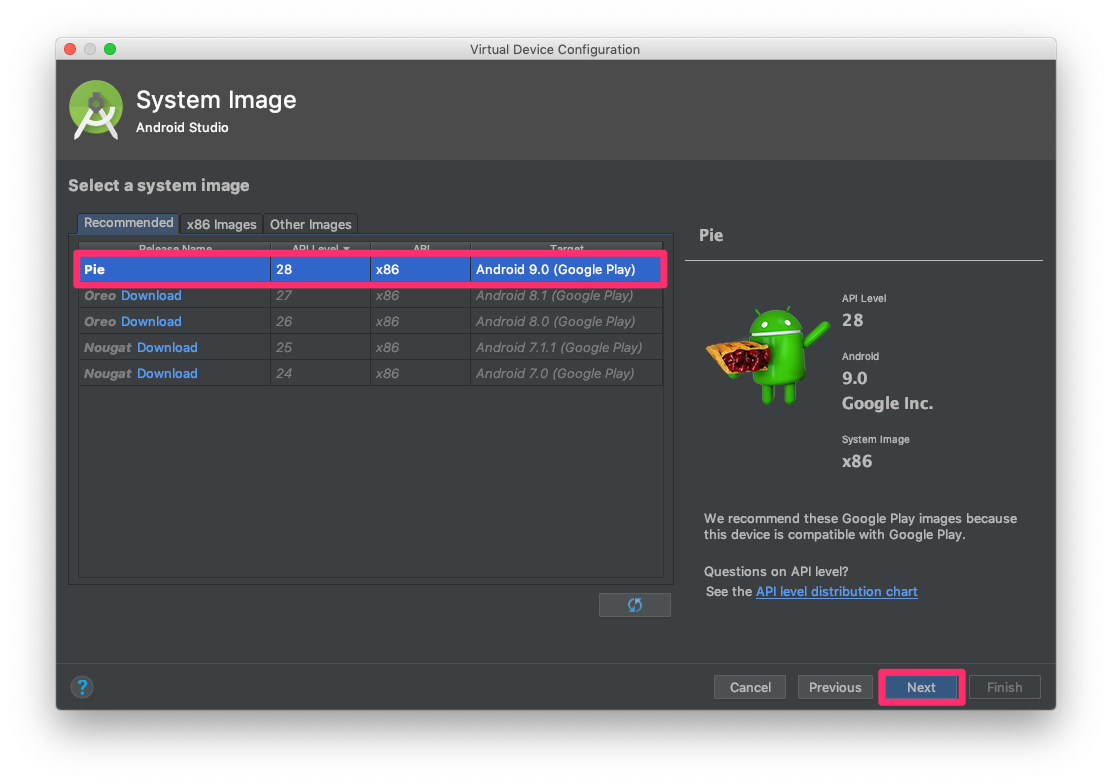 Virtual Device Configuration
System Image
Android Studio
Select a system image
Recommended x86 Images Other Images
Release Name API Level ABI Target
Pie 28 x86 Android 9.0 (Google Play)
Oreo Download 27 x86 Android 8.1 (Google Play)
Oreo Download 26 x86 Android 8.0 (Google Play)
Nougat Download 25 x86 Android 7.1.1 (Google Play)
Nougat Download 24 x86 Android 7.0 (Google Play)
Pie
API Level
28
Android
9.0
Google Inc.
System Image
x86
We recommend these Google Play images because
this device is compatible with Google Play.
Questions on API level?
See the API level distribution chart
? Cancel Previous Next Finish